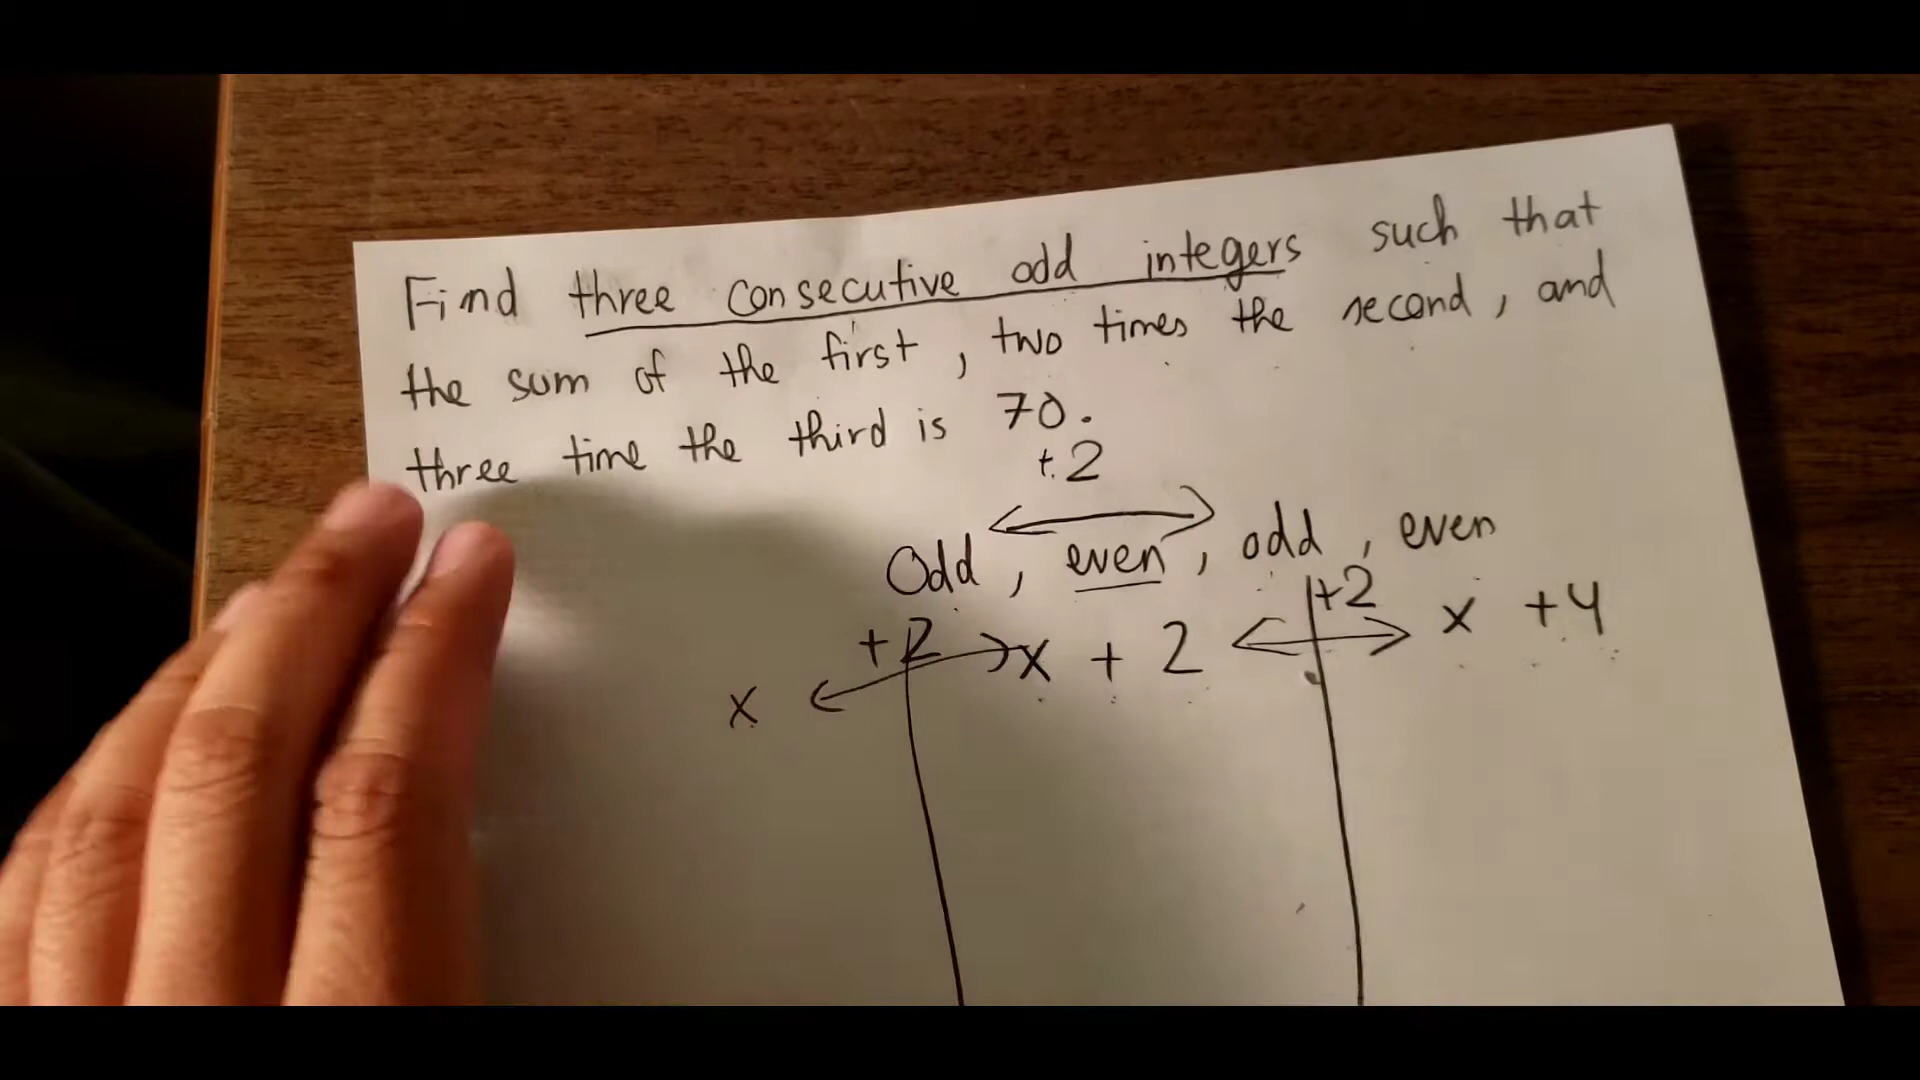 Find three consecutive odd integers such that
the sum of the first, two times the second, and
three time the third is 70.
+2
Odd, even, odd, even
+2 +2
x x + 2 x +4